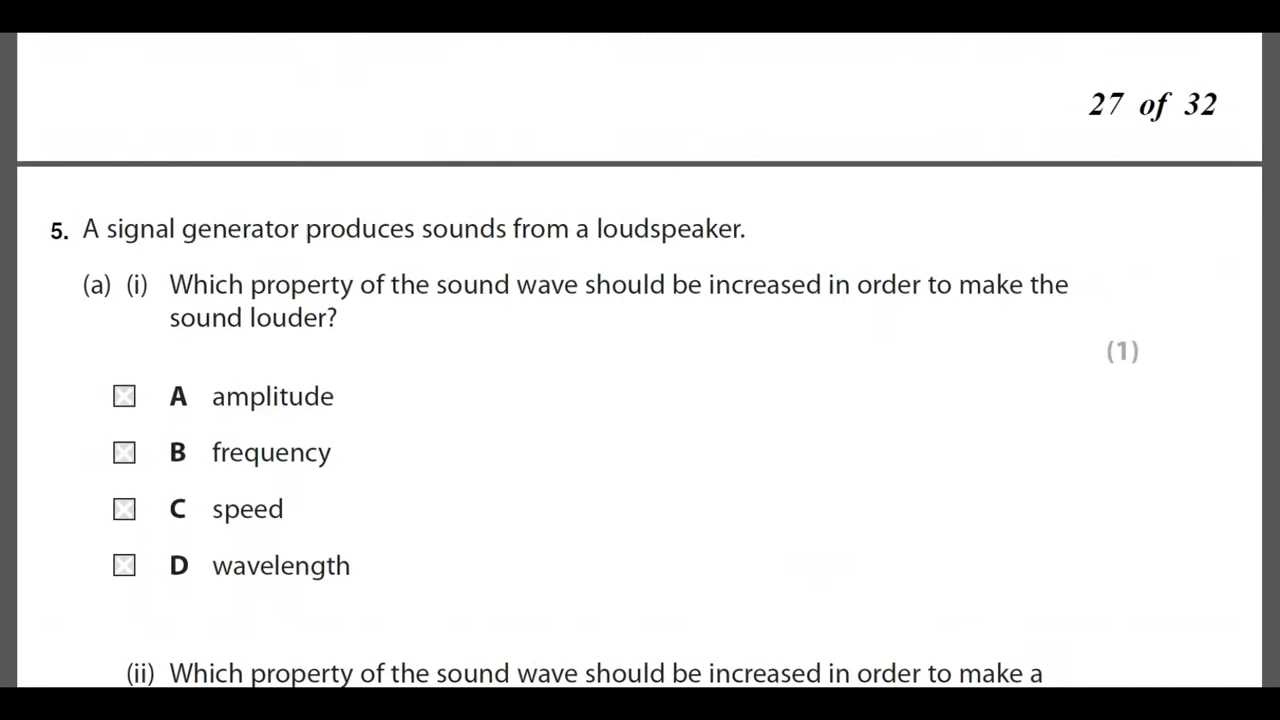 27 of 32
5. A signal generator produces sounds from a loudspeaker.
(a) (i) Which property of the sound wave should be increased in order to make the
sound louder?
(1)
A amplitude
B frequency
C speed
D wavelength
(ii) Which property of the sound wave should be increased in order to make a